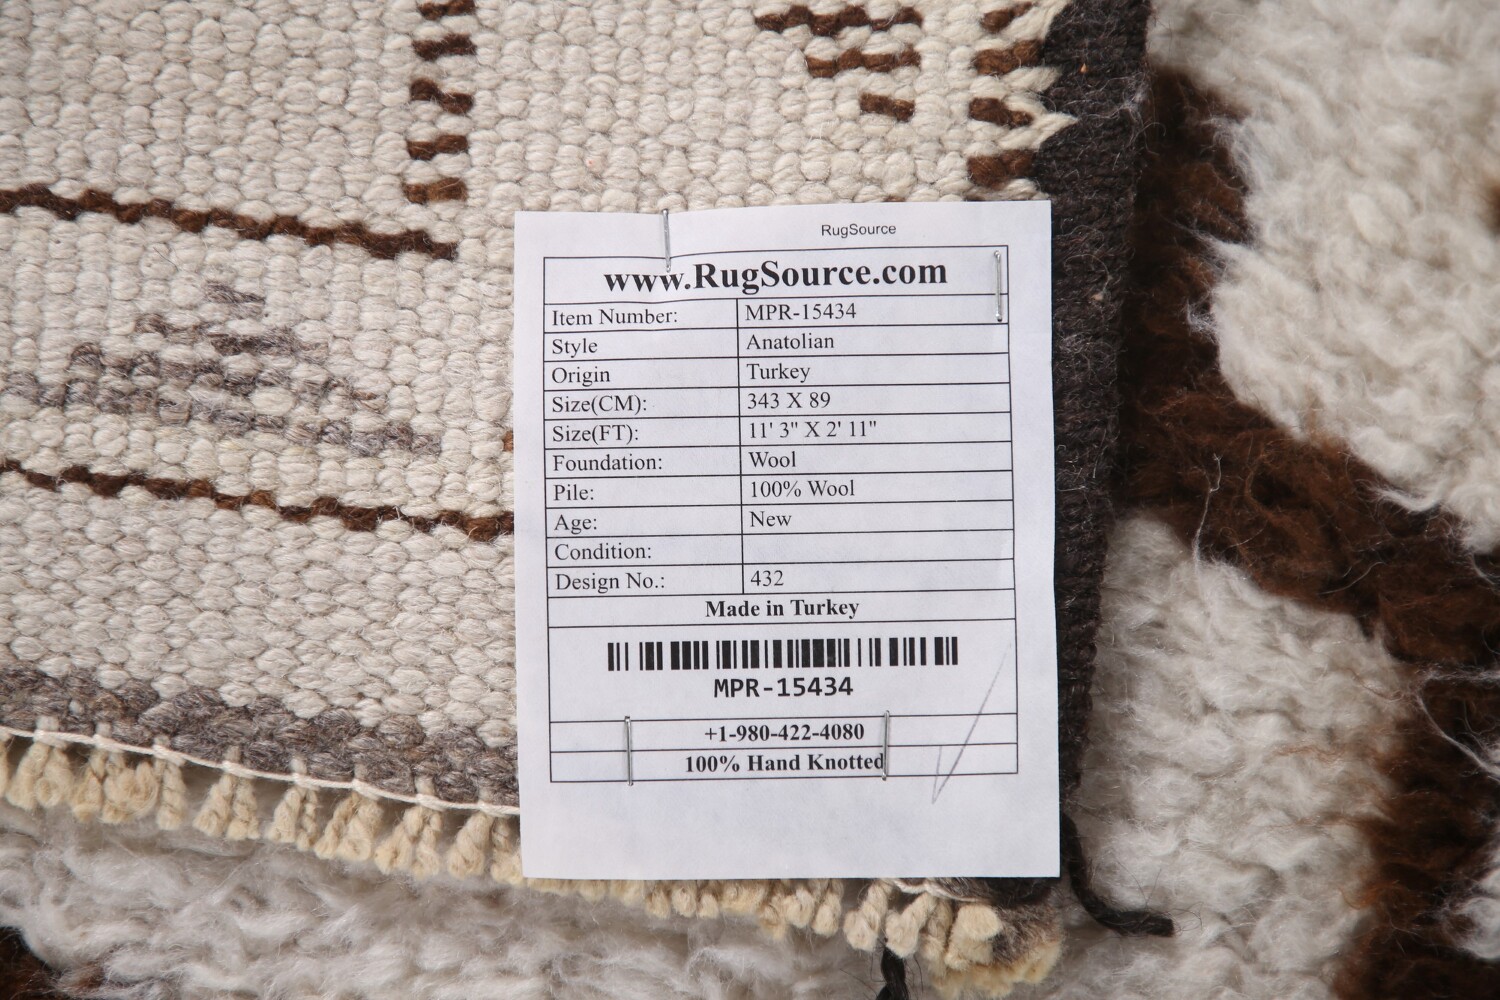 RugSource
www.RugSource.com
Item Number: MPR-15434
Style Anatolian
Origin Turkey
Size(CM): 343 X 89
Size(FT): 11' 3" X 2' 11"
Foundation: Wool
Pile: 100% Wool
Age: New
Condition:
Design No.: 432
Made in Turkey
MPR-15434
+1-980-422-4080
100% Hand Knotted